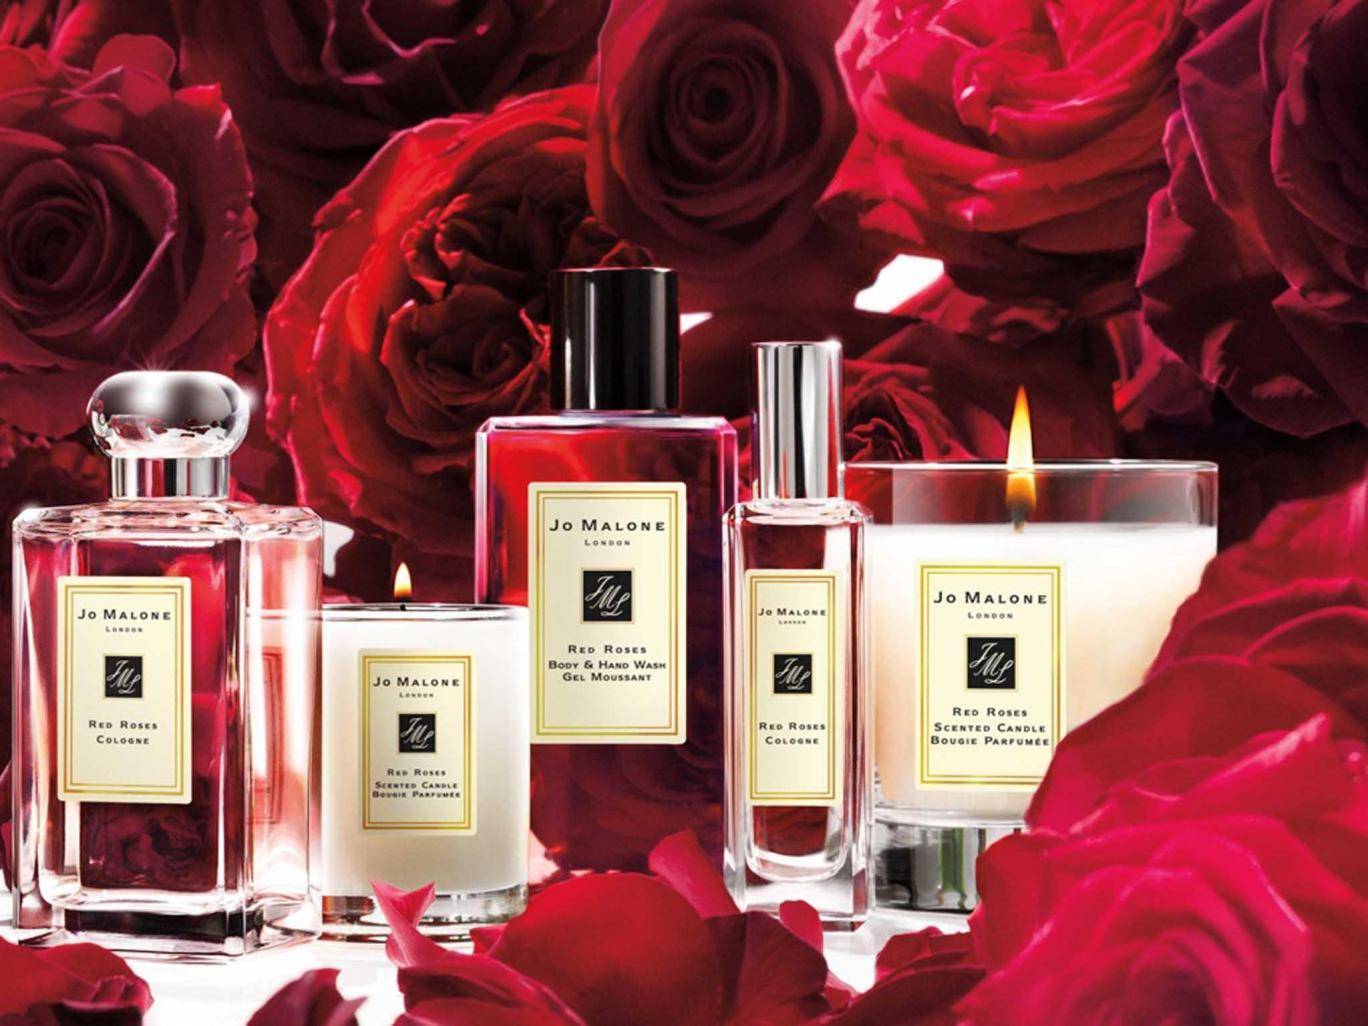 Jo Malone
London
JML
Red Roses
Cologne
Jo Malone
London
JML
Red Roses
Scented Candle
Bougie Parfumée
Jo Malone
London
JML
Red Roses
Body & Hand Wash
Gel Moussant
Jo Malone
London
JML
Red Roses
Cologne
Jo Malone
London
JML
Red Roses
Scented Candle
Bougie Parfumée